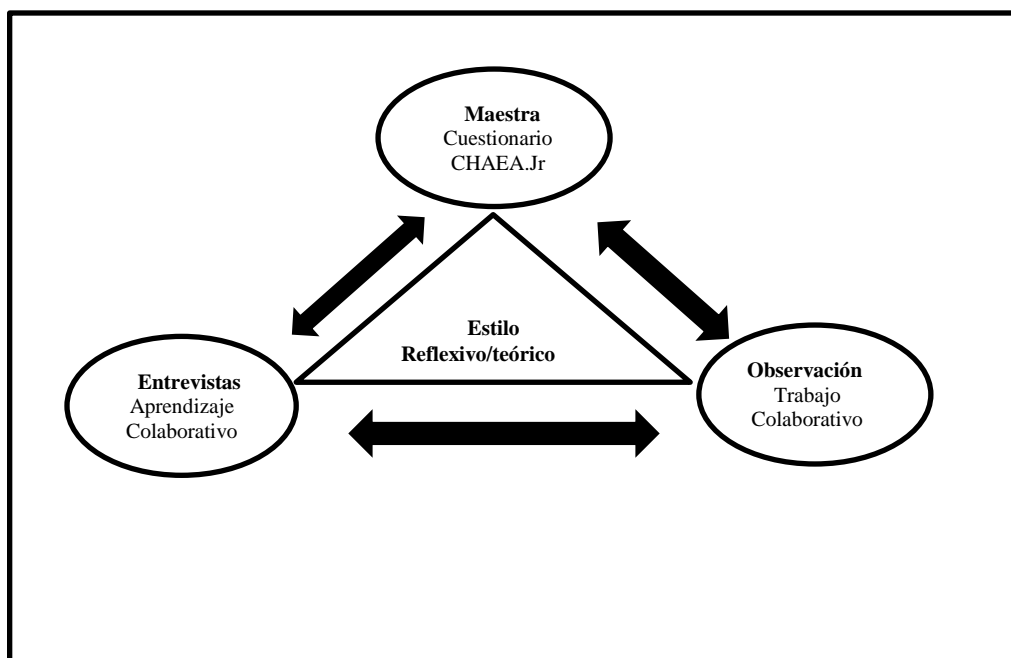 Maestra
Cuestionario
CHAEA.Jr
Estilo
Reflexivo/teórico
Entrevistas
Aprendizaje
Colaborativo
Observación
Trabajo
Colaborativo